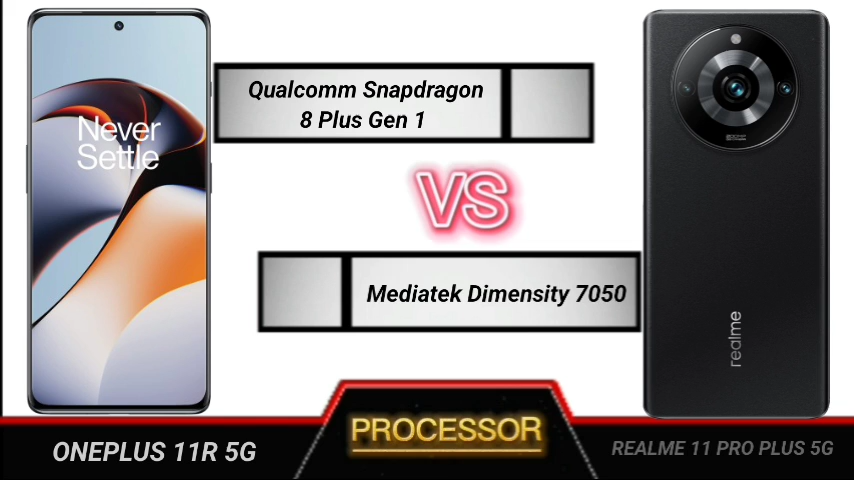 Never
Settle
Qualcomm Snapdragon
8 Plus Gen 1
VS
Mediatek Dimensity 7050
realme
PROCESSOR
ONEPLUS 11R 5G
REALME 11 PRO PLUS 5G